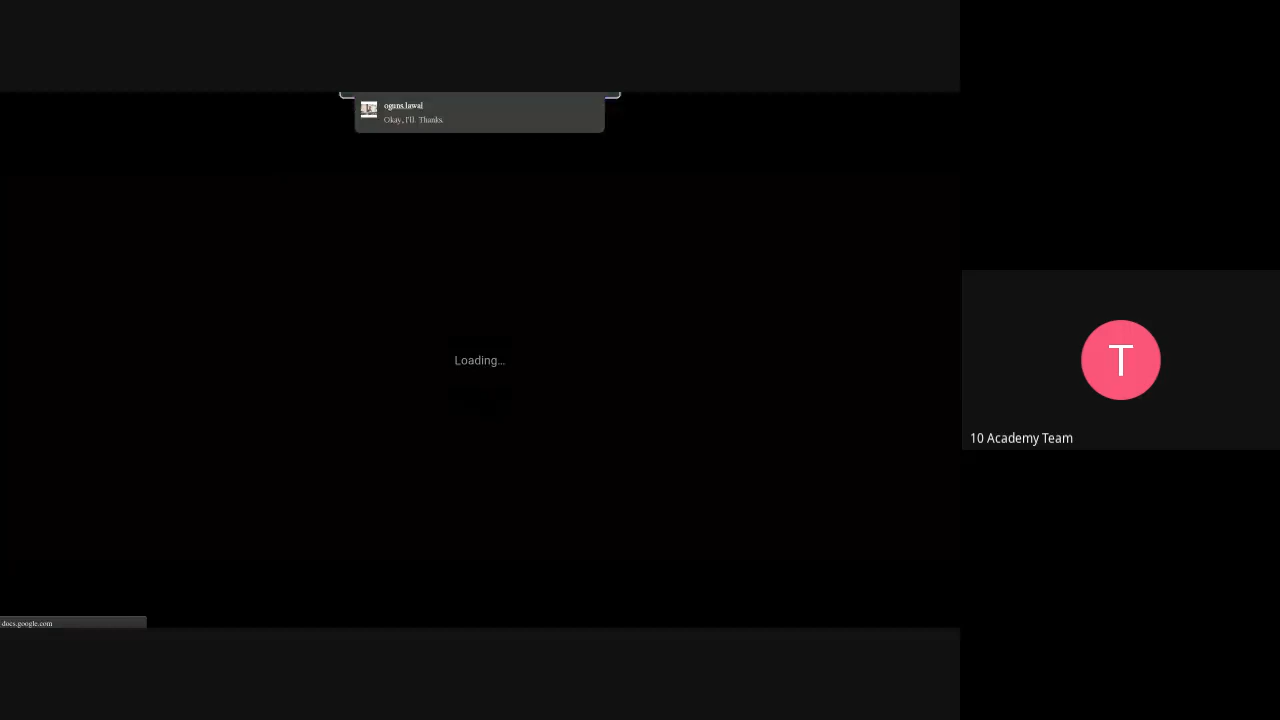 oguns.lawal
Okay, I'll. Thanks.
Loading...
T
10 Academy Team
docs.google.com